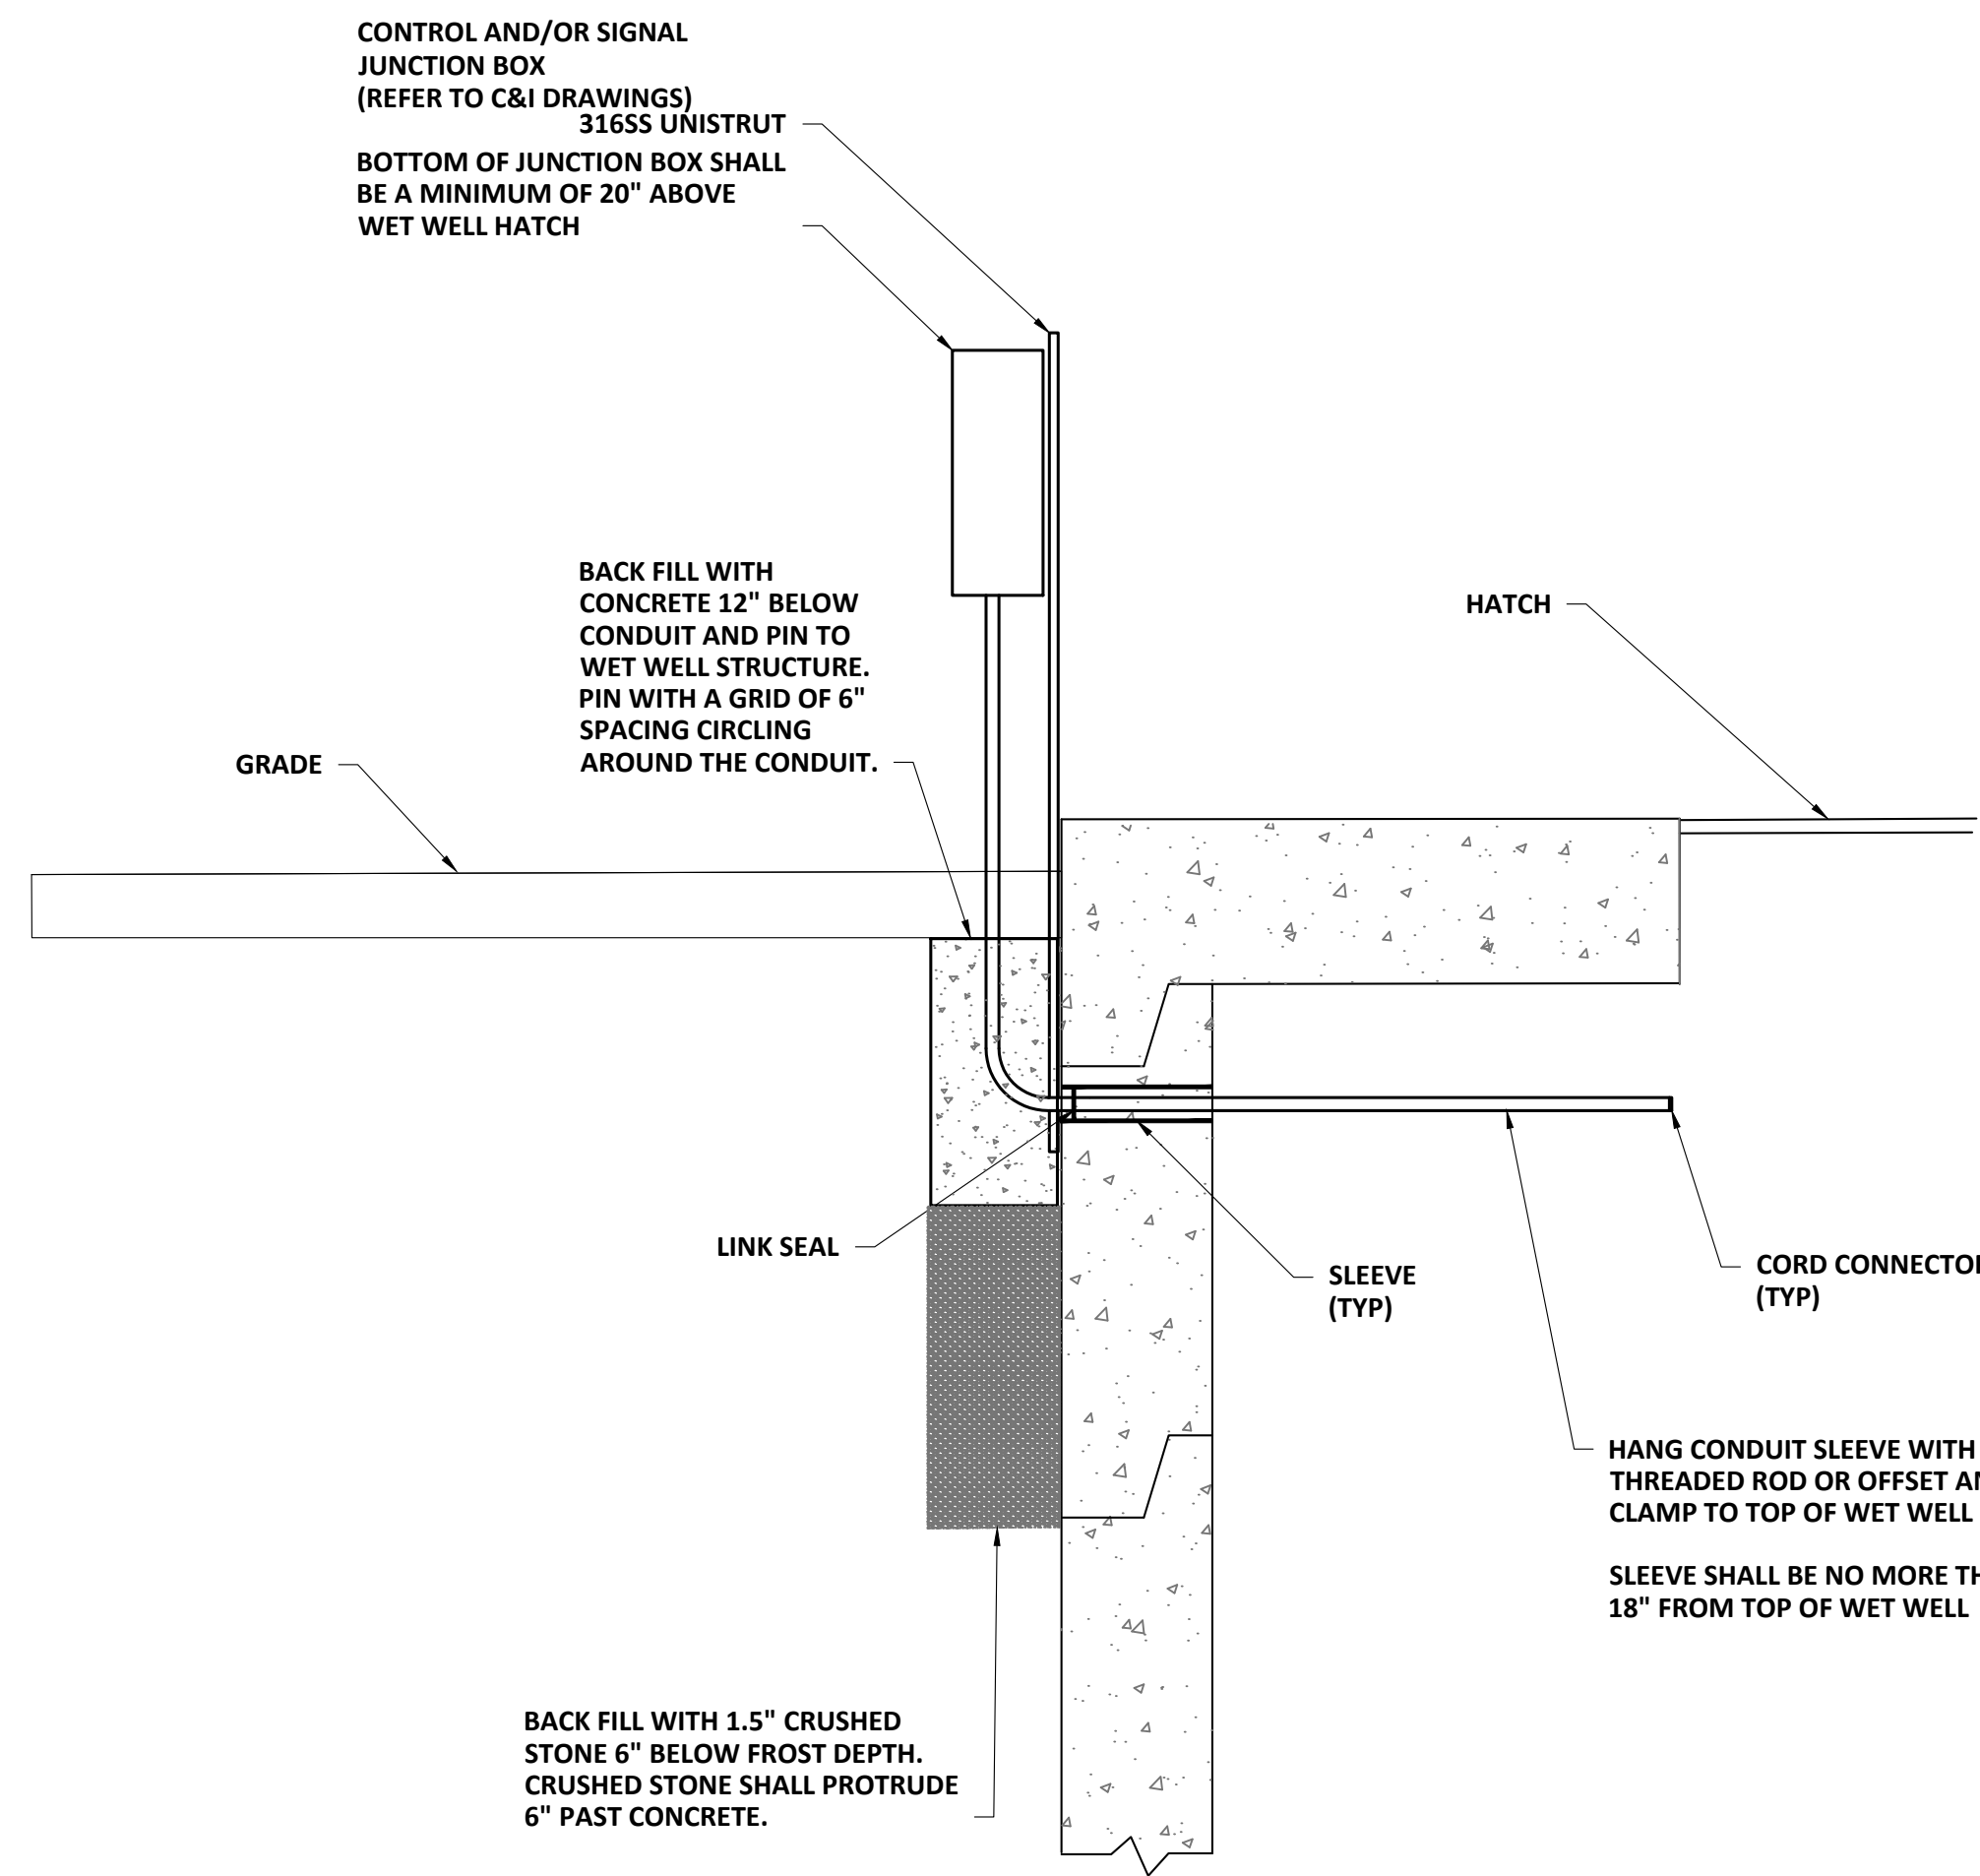 CONTROL AND/OR SIGNAL
JUNCTION BOX
(REFER TO C&I DRAWINGS)
316SS UNISTRUT
BOTTOM OF JUNCTION BOX SHALL
BE A MINIMUM OF 20" ABOVE
WET WELL HATCH
BACK FILL WITH
CONCRETE 12" BELOW
CONDUIT AND PIN TO
WET WELL STRUCTURE.
PIN WITH A GRID OF 6"
SPACING CIRCLING
AROUND THE CONDUIT.
HATCH
GRADE
LINK SEAL
SLEEVE
(TYP)
CORD
(TYP)
HANG CONDUIT SLEEVE WITH
THREADED ROD OR OFFSET
CLAMP TO TOP OF WET WELL
SLEEVE SHALL BE NO MORE
18" FROM TOP OF WET WELL
BACK FILL WITH 1.5" CRUSHED
STONE 6" BELOW FROST DEPTH.
CRUSHED STONE SHALL PROTRUDE
6" PAST CONCRETE.